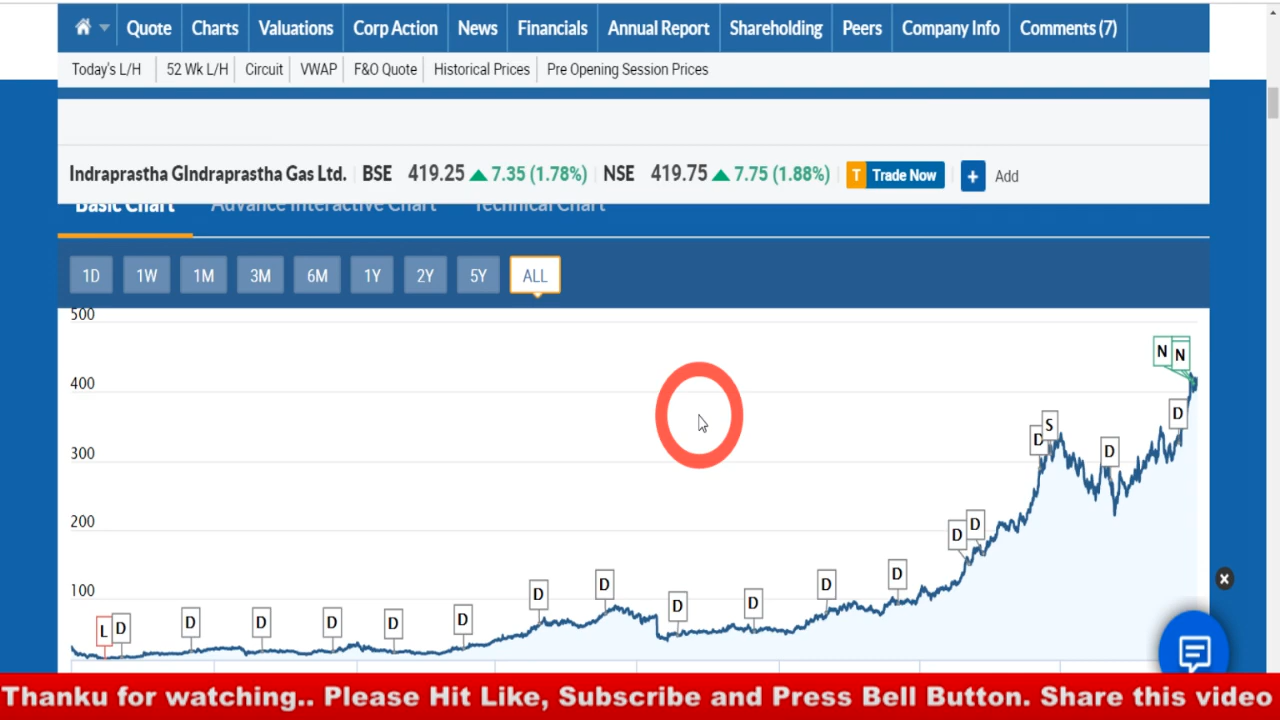 Quote Charts Valuations Corp Action News Financials Annual Report Shareholding Peers Company Info Comments (7)
Today's L/H 52 Wk L/H Circuit VWAP F&O Quote Historical Prices Pre Opening Session Prices
Indraprastha GIndraprastha Gas Ltd. BSE 419.25 ▲ 7.35 (1.78%) NSE 419.75 ▲ 7.75 (1.88%) T Trade Now + Add
Basic Chart Advance Interactive Chart Technical Chart
1D 1W 1M 3M 6M 1Y 2Y 5Y ALL
500
N N
400
D
S
D
D
300
D
D
200
D
D
100
D
D
D
D
L D
D
D
D
D
D
Thanku for watching.. Please Hit Like, Subscribe and Press Bell Button. Share this video